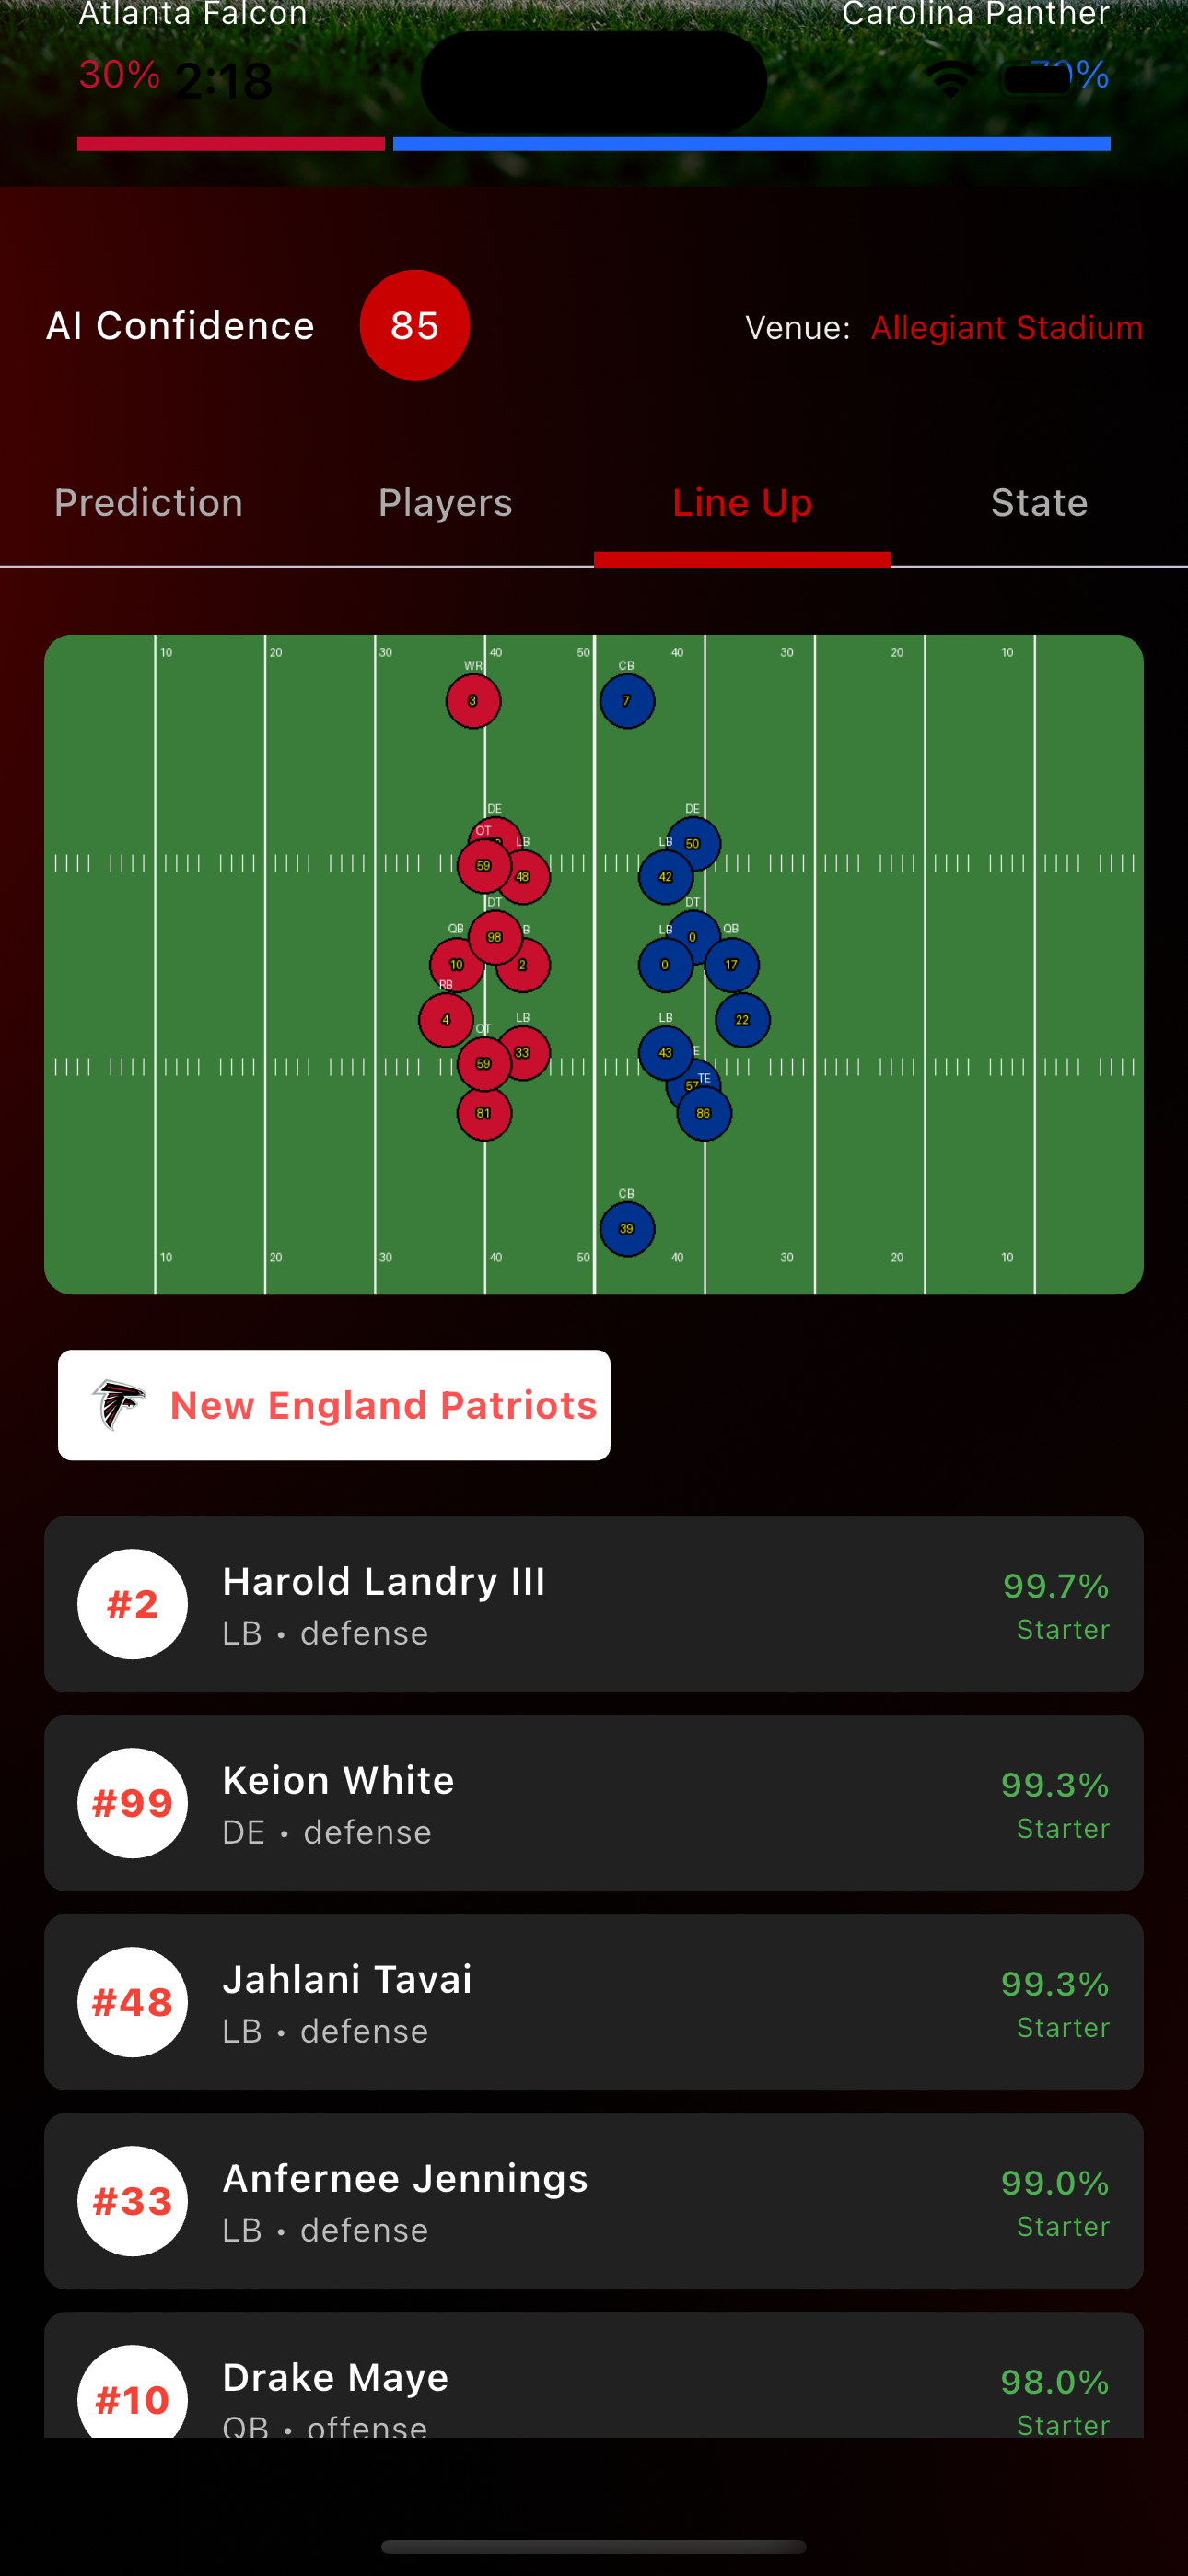 Atlanta Falcon Carolina Panther
30% 2:18 %
AI Confidence 85 Venue: Allegiant Stadium
Prediction Players Line Up State
10 20 30 40 50 40 30 20 10
WR CB
3 7
DE DE
OT LB LB 50
59 48 42
DT DT
QB 98 B LB 0 QB
10 2 0 17
RB
4 22
OT LB LB
59 33 43 E
57 TE
81 86
CB
39
10 20 30 40 50 40 30 20 10
New England Patriots
#2 Harold Landry III 99.7%
LB • defense Starter
#99 Keion White 99.3%
DE • defense Starter
#48 Jahlani Tavai 99.3%
LB • defense Starter
#33 Anfernee Jennings 99.0%
LB • defense Starter
#10 Drake Maye 98.0%
QB • offense Starter